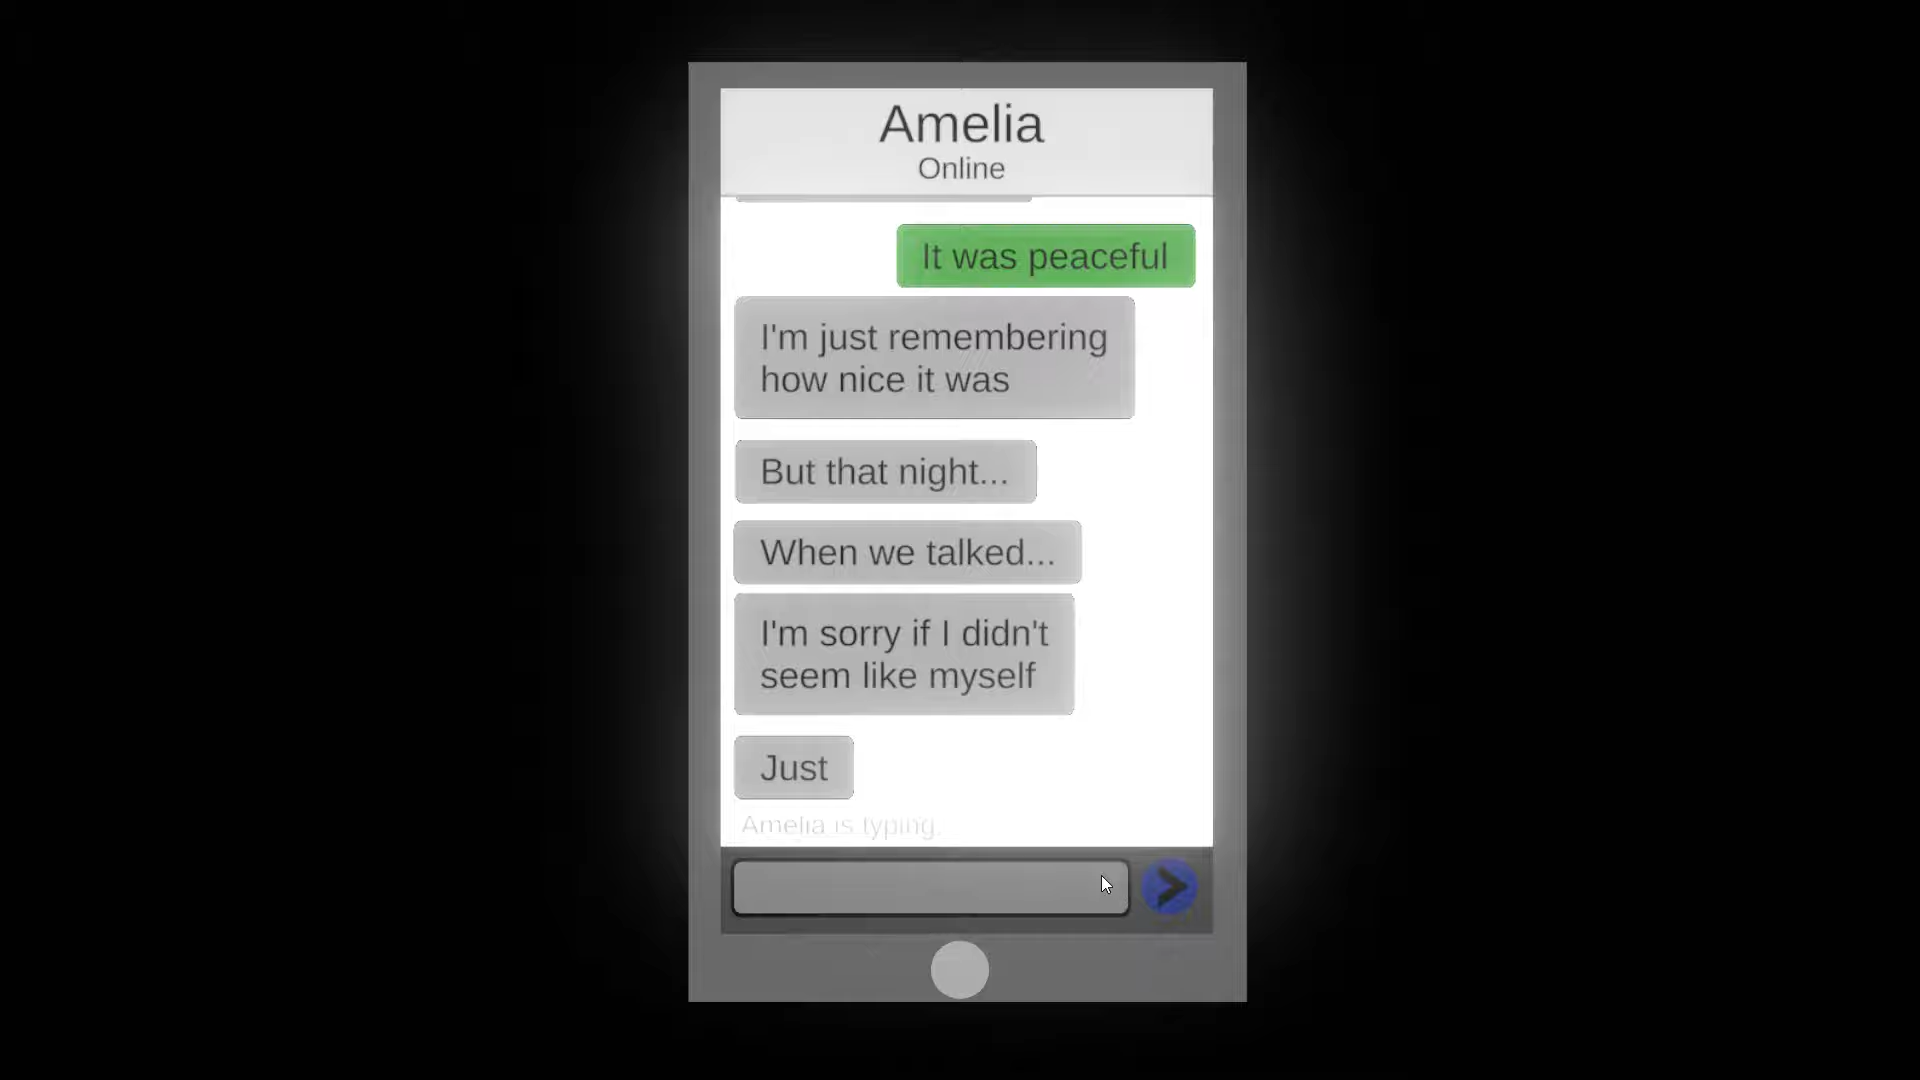 Amelia
Online
It was peaceful
I'm just remembering
how nice it was
But that night...
When we talked...
I'm sorry if I didn't
seem like myself
Just
Amelia is typing.